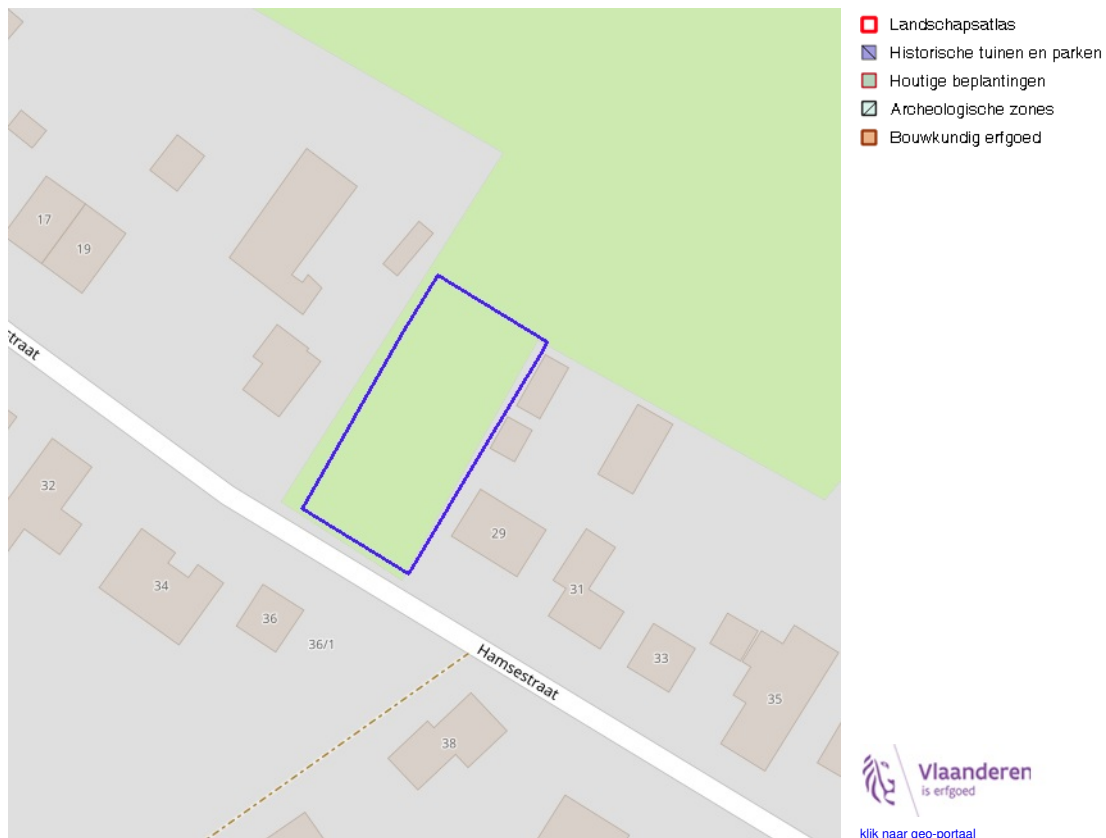 17
19
straat
32
34
36
36/1
29
31
33
35
38
Hamsestraat
Landschapsatlas
Historische tuinen en parken
Houtige beplantingen
Archeologische zones
Bouwkundig erfgoed
Vlaanderen
is erfgoed
klik naar geo-portaal